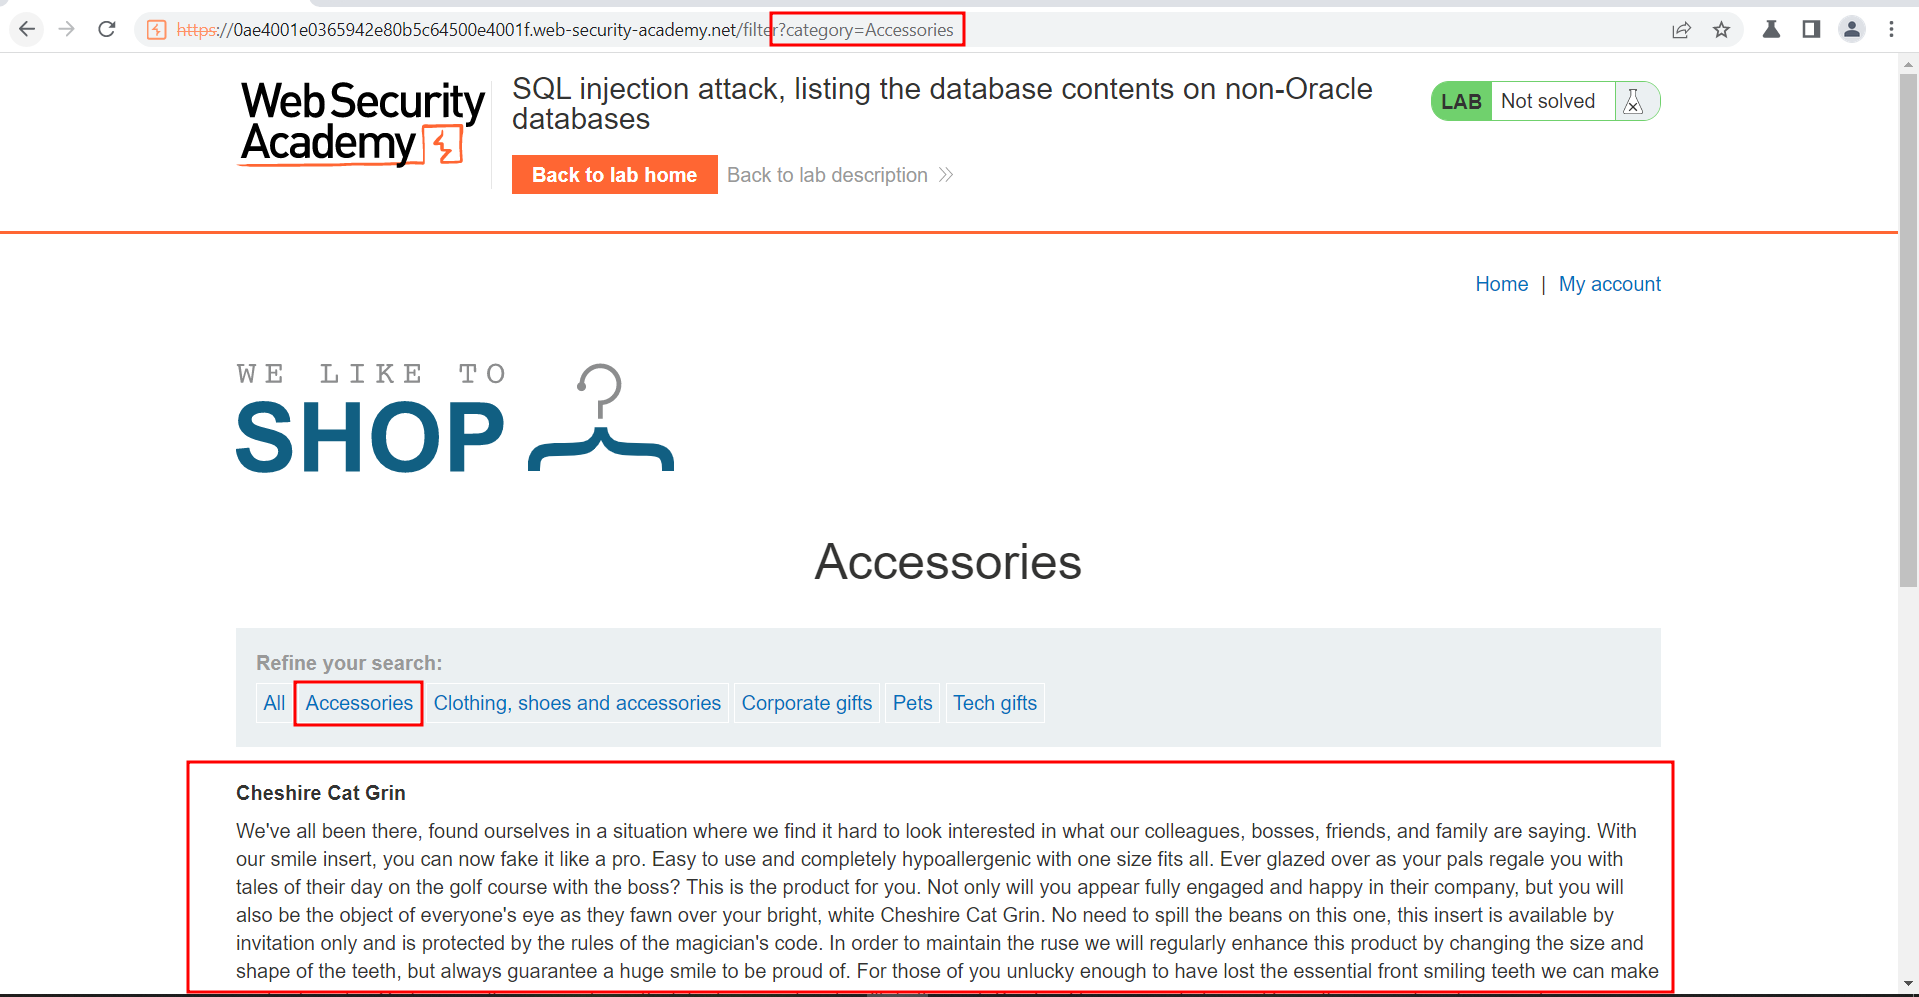 https://0ae4001e0365942e80b5c64500e4001f.web-security-academy.net/filter?category=Accessories
Web Security
Academy
SQL injection attack, listing the database contents on non-Oracle
databases
LAB Not solved
Back to lab home Back to lab description
Home | My account
WE LIKE TO
SHOP
Accessories
Refine your search:
All Accessories Clothing, shoes and accessories Corporate gifts Pets Tech gifts
Cheshire Cat Grin
We've all been there, found ourselves in a situation where we find it hard to look interested in what our colleagues, bosses, friends, and family are saying. With
our smile insert, you can now fake it like a pro. Easy to use and completely hypoallergenic with one size fits all. Ever glazed over as your pals regale you with
tales of their day on the golf course with the boss? This is the product for you. Not only will you appear fully engaged and happy in their company, but you will
also be the object of everyone's eye as they fawn over your bright, white Cheshire Cat Grin. No need to spill the beans on this one, this insert is available by
invitation only and is protected by the rules of the magician's code. In order to maintain the ruse we will regularly enhance this product by changing the size and
shape of the teeth, but always guarantee a huge smile to be proud of. For those of you unlucky enough to have lost the essential front smiling teeth we can make